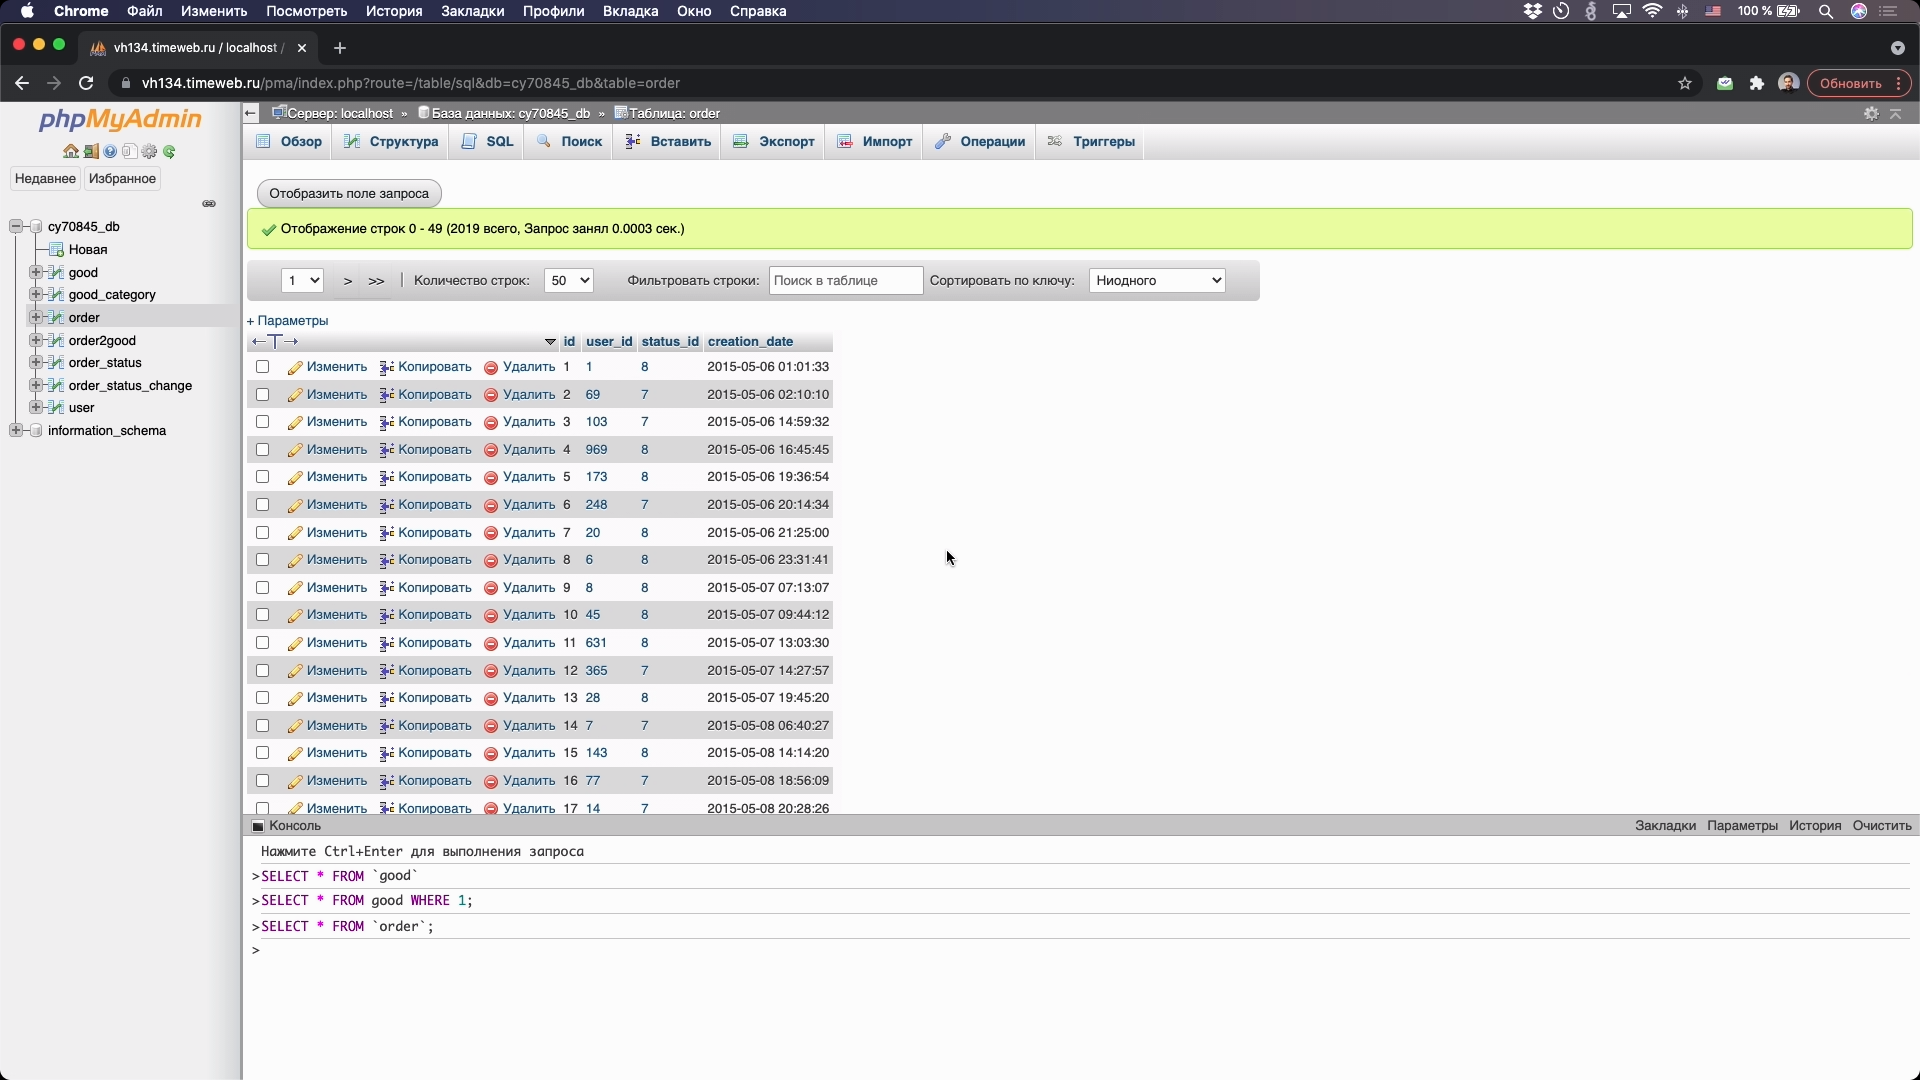 Chrome Файл Изменить Посмотреть История Закладки Профили Вкладка Окно Справка 100 %
vh134.timeweb.ru / localhost /
vh134.timeweb.ru/pma/index.php?route=/table/sql&db=cy70845_db&table=order Обновить
phpMyAdmin
Недавнее Избранное
cy70845_db
Новая
good
good_category
order
order2good
order_status
order_status_change
user
information_schema
Сервер: localhost » База данных: cy70845_db » Таблица: order
Обзор Структура SQL Поиск Вставить Экспорт Импорт Операции Триггеры
Отобразить поле запроса
Отображение строк 0 - 49 (2019 всего, Запрос занял 0.0003 сек.)
1 > >> | Количество строк: 50 Фильтровать строки: Поиск в таблице Сортировать по ключу: Ниодного
+ Параметры
←T→ id user_id status_id creation_date
Изменить Копировать Удалить 1 1 8 2015-05-06 01:01:33
Изменить Копировать Удалить 2 69 7 2015-05-06 02:10:10
Изменить Копировать Удалить 3 103 7 2015-05-06 14:59:32
Изменить Копировать Удалить 4 969 8 2015-05-06 16:45:45
Изменить Копировать Удалить 5 173 8 2015-05-06 19:36:54
Изменить Копировать Удалить 6 248 7 2015-05-06 20:14:34
Изменить Копировать Удалить 7 20 8 2015-05-06 21:25:00
Изменить Копировать Удалить 8 6 8 2015-05-06 23:31:41
Изменить Копировать Удалить 9 8 8 2015-05-07 07:13:07
Изменить Копировать Удалить 10 45 8 2015-05-07 09:44:12
Изменить Копировать Удалить 11 631 8 2015-05-07 13:03:30
Изменить Копировать Удалить 12 365 7 2015-05-07 14:27:57
Изменить Копировать Удалить 13 28 8 2015-05-07 19:45:20
Изменить Копировать Удалить 14 7 7 2015-05-08 06:40:27
Изменить Копировать Удалить 15 143 8 2015-05-08 14:14:20
Изменить Копировать Удалить 16 77 7 2015-05-08 18:56:09
Изменить Копировать Удалить 17 14 7 2015-05-08 20:28:26
Консоль Закладки Параметры История Очистить
Нажмите Ctrl+Enter для выполнения запроса
>SELECT * FROM `good`
>SELECT * FROM good WHERE 1;
>SELECT * FROM `order`;
>